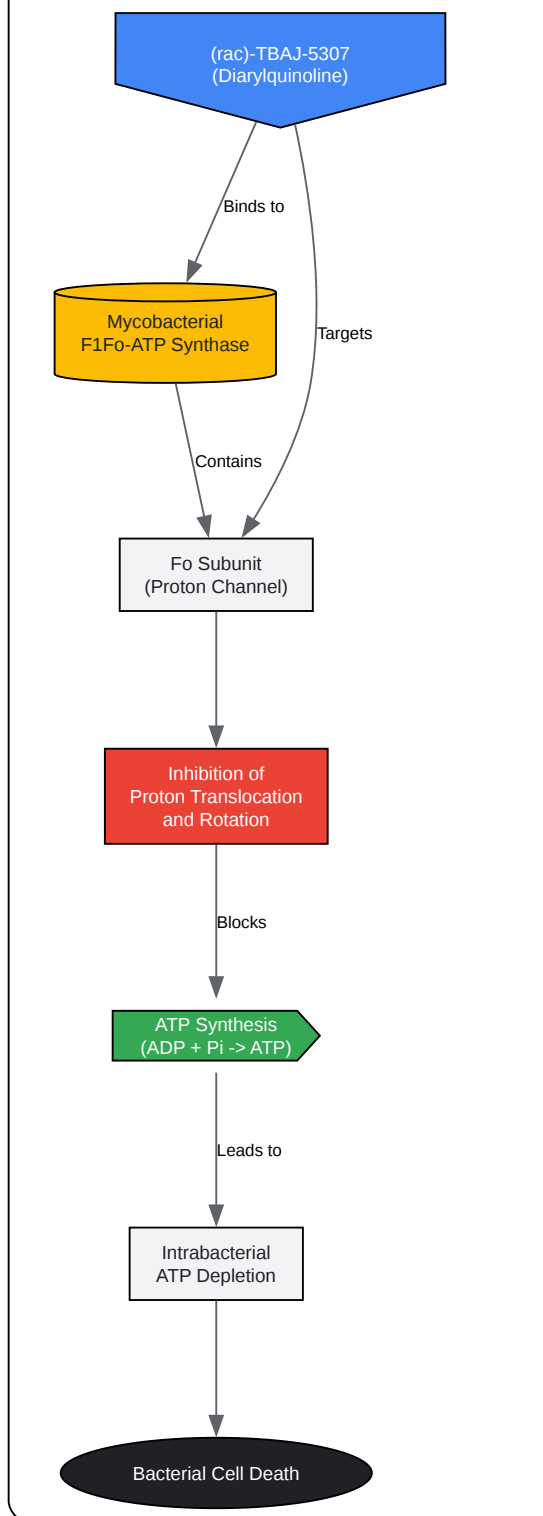 (rac)-TBAJ-5307
(Diarylquinoline)
Binds to
Mycobacterial
F1Fo-ATP Synthase
Targets
Contains
Fo Subunit
(Proton Channel)
Inhibition of
Proton Translocation
and Rotation
Blocks
ATP Synthesis
(ADP + Pi -> ATP)
Leads to
Intrabacterial
ATP Depletion
Bacterial Cell Death